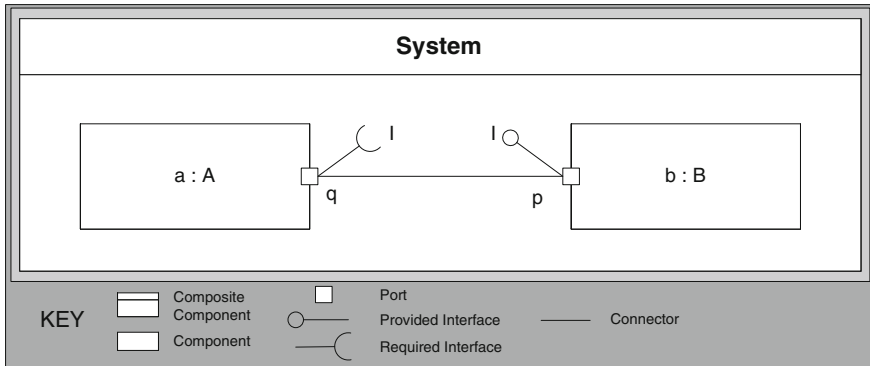 System
I
I
a : A
b : B
q
p
KEY
Composite
Component
Component
Port
Provided Interface
Required Interface
Connector